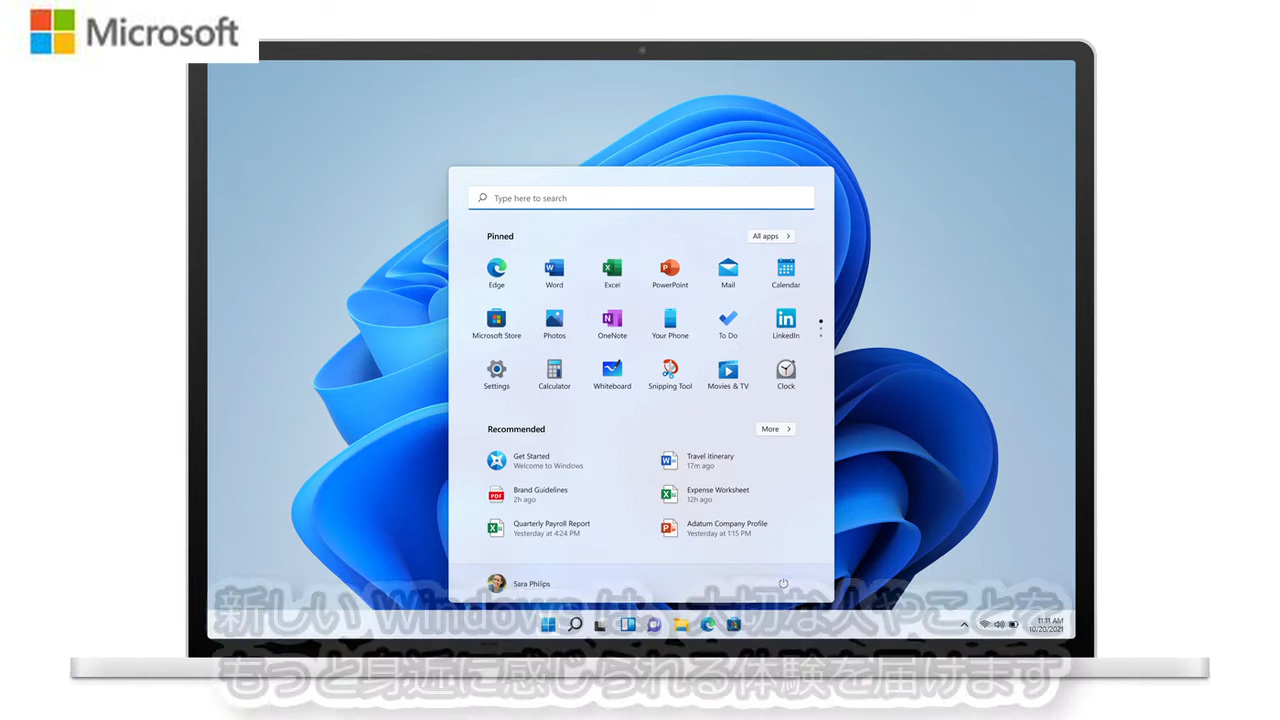 Microsoft
Type here to search
Pinned
All apps
Edge
Word
Excel
PowerPoint
Mail
Calendar
Microsoft Store
Photos
OneNote
Your Phone
To Do
LinkedIn
Settings
Calculator
Whiteboard
Snipping Tool
Movies & TV
Clock
Recommended
More
Get Started
Welcome to Windows
Travel itinerary
17m ago
Brand Guidelines
2h ago
Expense Worksheet
12h ago
Quarterly Payroll Report
Yesterday at 4:24 PM
Adatum Company Profile
Yesterday at 1:15 PM
Sara Philips
新しい Windows は、大切な人やことを
もっと身近に感じられる体験を届けます
11:11 AM
10/20/2021